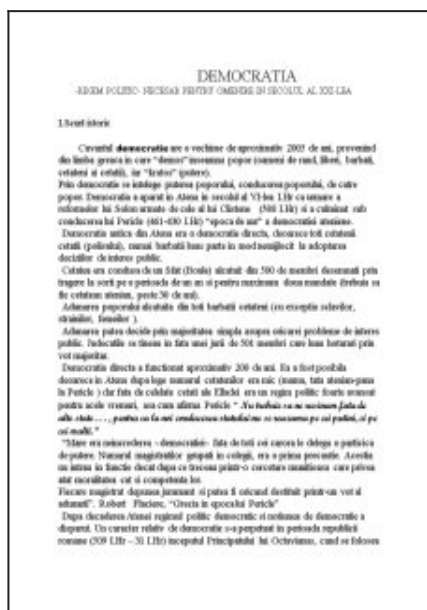 DEMOCRATIA
-REGIM POLITIC- NECESAR PENTRU OMENIRE IN SECOLUL AL XXI-LEA
1.Scurt istoric
Cuvantul democratia are o vechime de aproximativ 2005 de ani, provenind
din limba greaca in care "demos" insemna popor (oameni de rand, liberi, barbati,
cetateni ai cetatii, iar "kratos" (putere).
Prin democratie se intelege puterea poporului, conducerea poporului, de catre
popor. Democratia a aparut in Atena in secolul al VI-lea I.Hr ca urmare a
reformelor lui Solon urmate de cele al lui Clistene (508 I.Hr) si a culminat sub
conducerea lui Pericle (461-430 I.Hr) "epoca de aur" a democratiei ateniene.
Democratia antica din Atena era o democratie directa, deoarece toti cetatenii
cetatii (polisului), numai barbatii luau parte in mod nemijlocit la adoptarea
deciziilor de interes public.
Cetatea era condusa de un Sfat (Boule) alcatuit din 500 de membri desemnati prin
tragere la sorti pe o perioada de un an si pentru maximum doua mandate (trebuia sa
fie cetatean atenian, peste 30 de ani).
Adunarea poporului alcatuita din toti barbatii cetateni (cu exceptia sclavilor,
strainilor, femeilor ).
Adunarea putea decide prin majoritatea simpla asupra oricarei probleme de interes
public. Judecatile se tineau in fata unei jurii de 501 membri care luau hotarari prin
vot majoritar.
Democratia directa a functionat aproximativ 200 de ani. Ea a fost posibila
deoarece in Atena dupa lege numarul cetatenilor era mic (mama, tata atenian-pana
la Pericle ) dar fata de celelalte cetati ale Elladei era un regim politic foarte avansat
pentru acele vremuri, asa cum afirma Pericle " Nu trebuie sa ne rusinam fata de
alte state ...., pentru ca la noi conducerea statului nu se razeama pe cei putini, ci pe
cei multi."
"Mare era neincrederea - democratiei- fata de toti cei carora le delega o particica
de putere. Numarul magistratilor grupati in colegii, era o prima precautie. Acestia
nu intrau in functie decat dupa ce treceau printr-o cercetare minutioasa care privea
atat moralitatea cat si competenta lor.
Fiecare magistrat depunea juramant si putea fi oricand destituit printr-un vot al
adunarii". Robert Flaciere, "Grecia in epoca lui Pericle"
Dupa decaderea Atenei regimul politic democratic si notiunea de democratie a
disparut. Un caracter relativ de democratie s-a perpetuat in perioada republicii
romane (509 I.Hr – 31 I.Hr) inceputul Principatului lui Octavianus, cand se foloseau